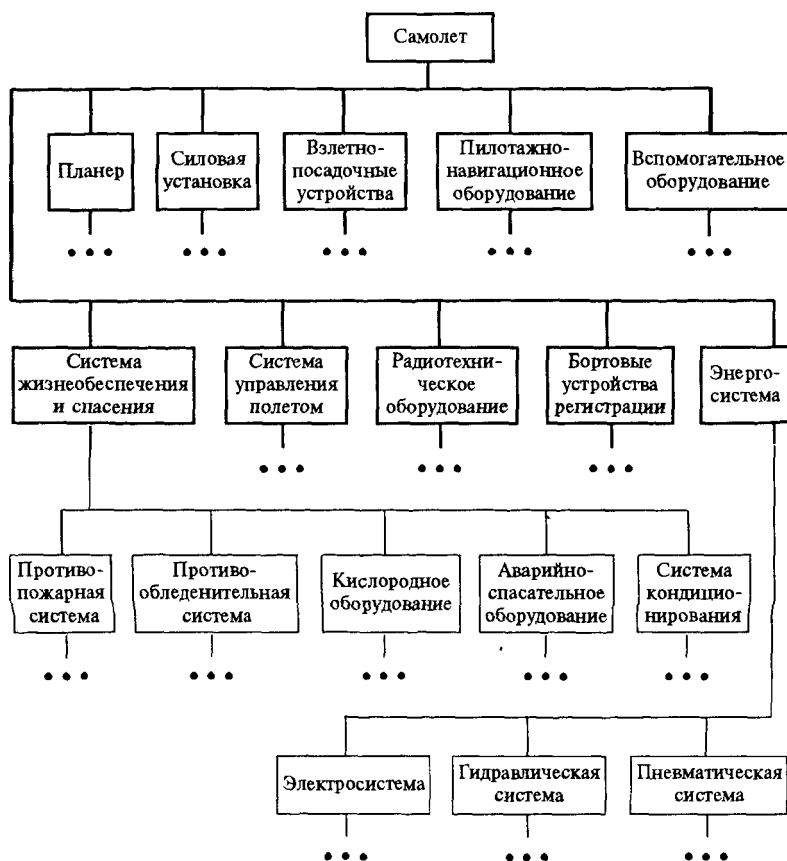 Самолет
Планер
Силовая
установка
Взлетно-
посадочные
устройства
Пилотажно-
навигационное
оборудование
Вспомогательное
оборудование
• • •
• • •
• • •
• • •
• • •
Система
жизнеобеспечения
и спасения
Система
управления
полетом
Радиотехни-
ческое
оборудование
Бортовые
устройства
регистрации
Энерго-
система
• • •
• • •
• • •
Противо-
пожарная
система
Противо-
обледенительная
система
Кислородное
оборудование
Аварийно-
спасательное
оборудование
Система
кондицио-
нирования
• • •
• • •
• • •
• • •
• • •
Электросистема
Гидравлическая
система
Пневматическая
система
• • •
• • •
• • •